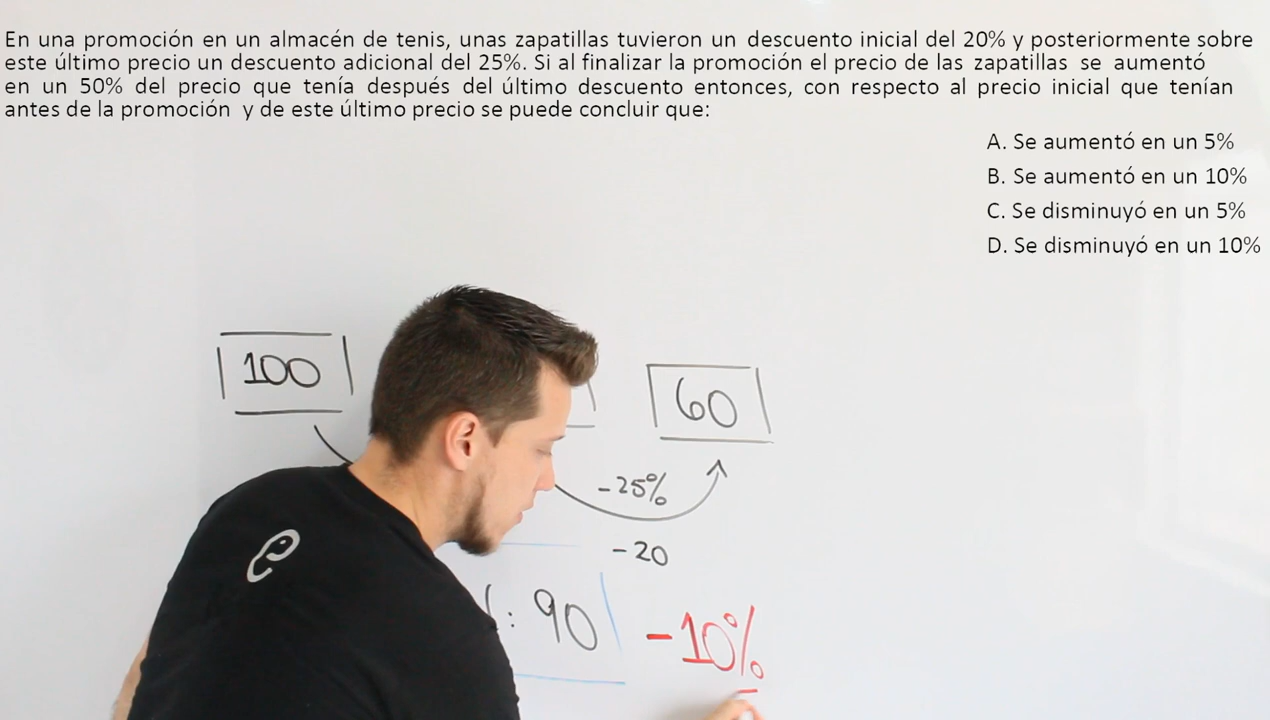 En una promoción en un almacén de tenis, unas zapatillas tuvieron un descuento inicial del 20% y posteriormente sobre
este último precio un descuento adicional del 25%. Si al finalizar la promoción el precio de las zapatillas se aumentó
en un 50% del precio que tenía después del último descuento entonces, con respecto al precio inicial que tenían
antes de la promoción y de este último precio se puede concluir que:
A. Se aumentó en un 5%
B. Se aumentó en un 10%
C. Se disminuyó en un 5%
D. Se disminuyó en un 10%
100
60
-25%
-20
: 90
-10%
e